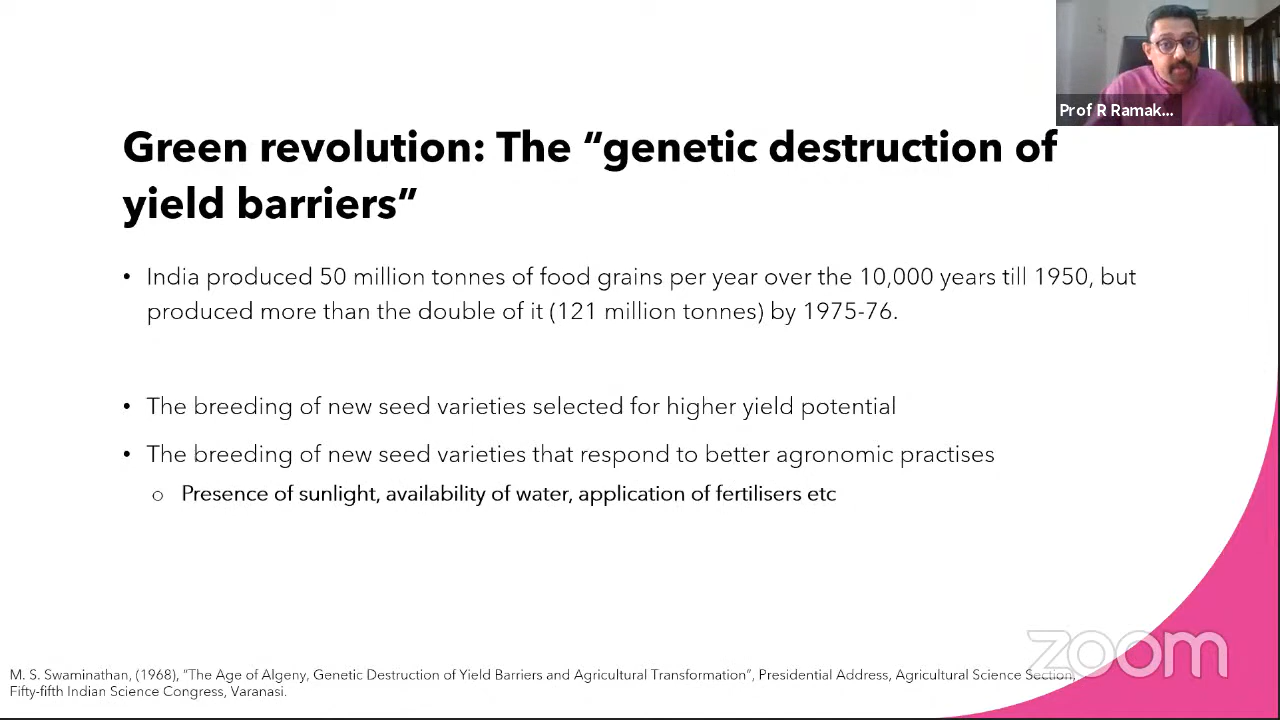 Prof R Ramak...
Green revolution: The “genetic destruction of
yield barriers”
• India produced 50 million tonnes of food grains per year over the 10,000 years till 1950, but
produced more than the double of it (121 million tonnes) by 1975-76.
• The breeding of new seed varieties selected for higher yield potential
• The breeding of new seed varieties that respond to better agronomic practises
o Presence of sunlight, availability of water, application of fertilisers etc
zoom
M. S. Swaminathan, (1968), “The Age of Algeny, Genetic Destruction of Yield Barriers and Agricultural Transformation”, Presidential Address, Agricultural Science Section,
Fifty-fifth Indian Science Congress, Varanasi.